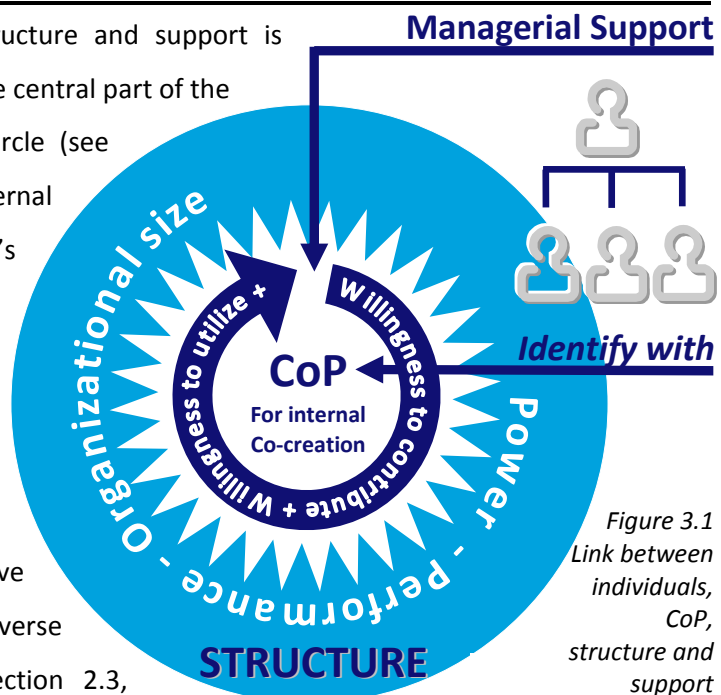 ructure and support is
e central part of the
rcle (see
ernal
's
ve
verse
ection 2.3,
Managerial Support
Identify with
Organizational size
Power - Performance -
Willingness to contribute +
Willingness to utilize +
CoP
For internal
Co-creation
STRUCTURE
Figure 3.1
Link between
individuals,
CoP,
structure and
support